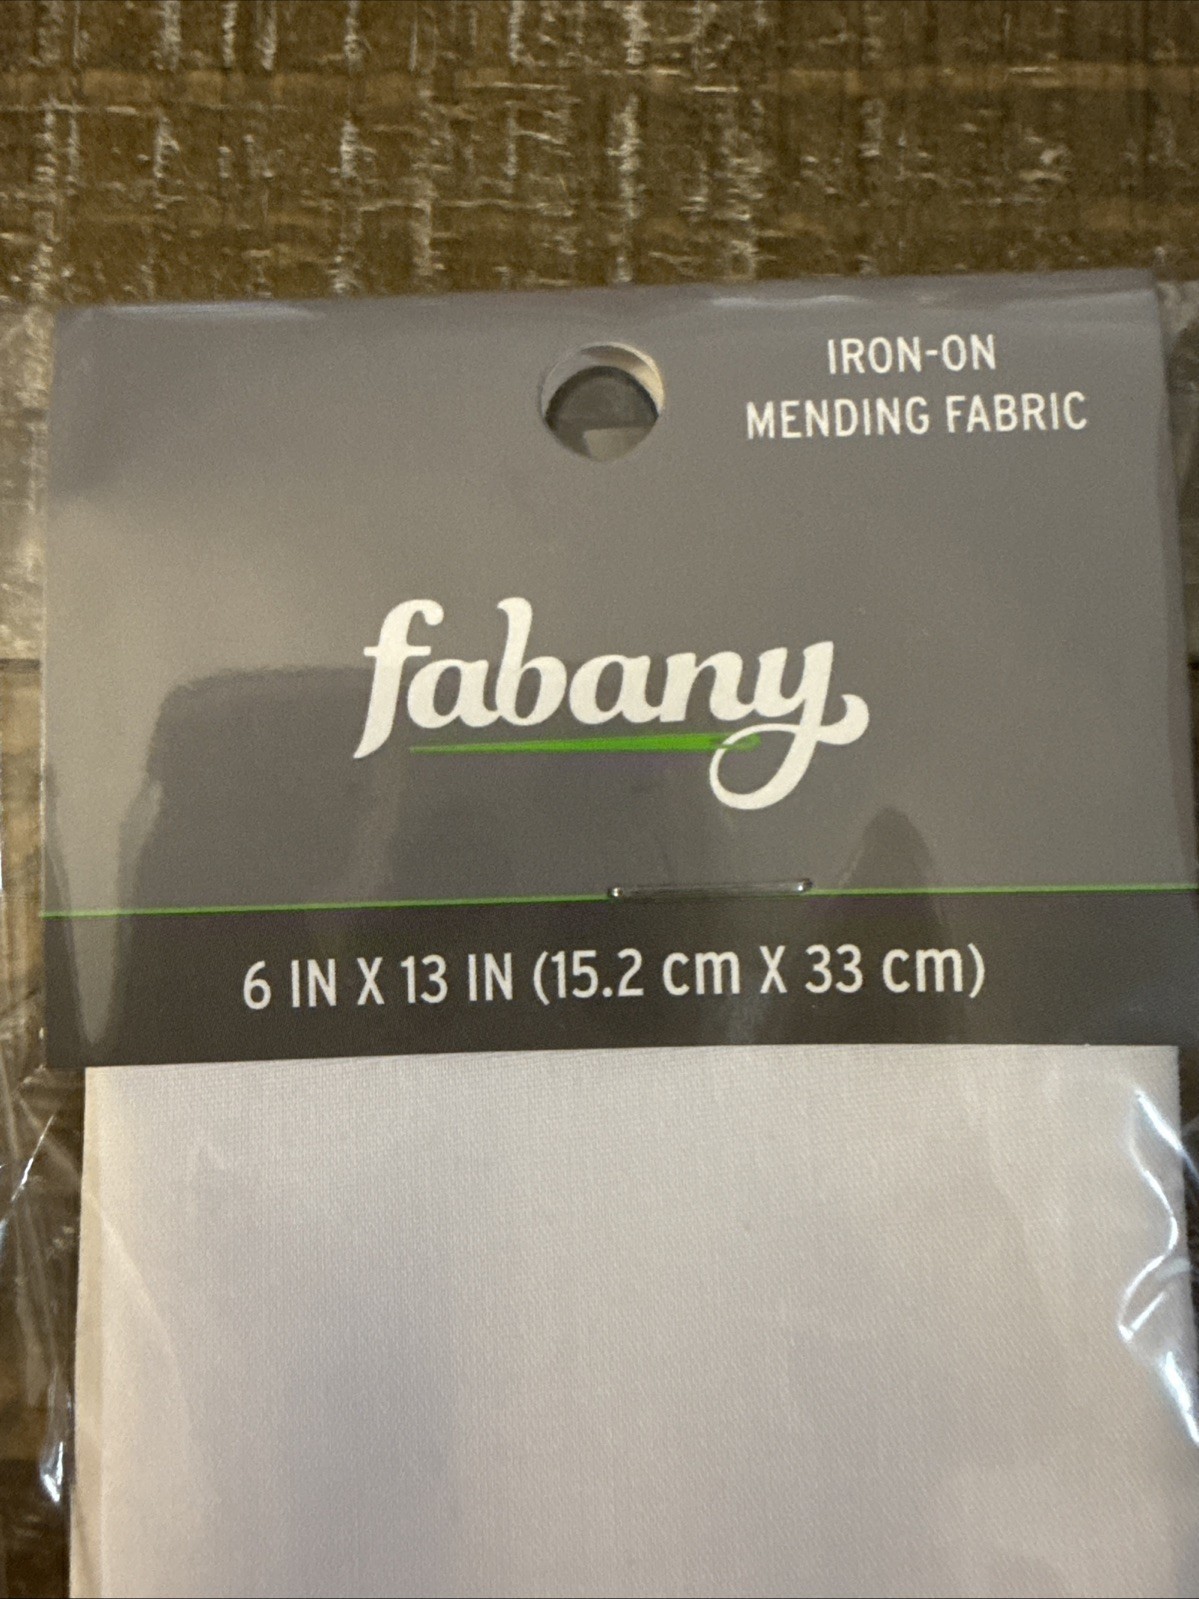 IRON-ON
MENDING FABRIC
fabany
6 IN X 13 IN (15.2 cm X 33 cm)